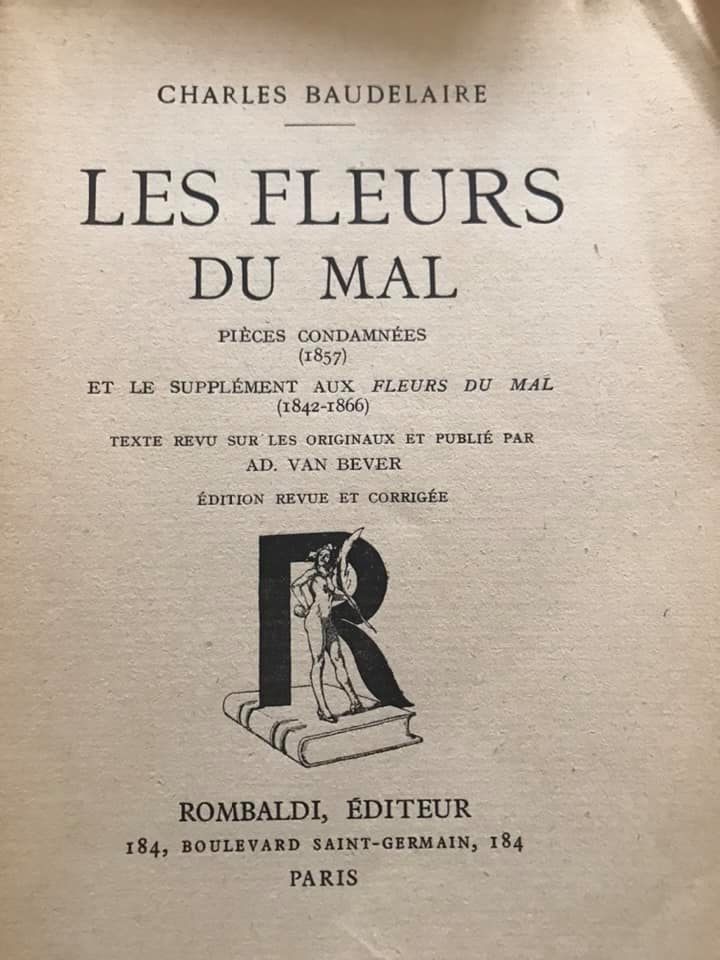 CHARLES BAUDELAIRE
LES FLEURS
DU MAL
PIÈCES CONDAMNÉES
(1857)
ET LE SUPPLÉMENT AUX FLEURS DU MAL
(1842-1866)
TEXTE REVU SUR LES ORIGINAUX ET PUBLIÉ PAR
AD. VAN BEVER
ÉDITION REVUE ET CORRIGÉE
R
ROMBALDI, ÉDITEUR
184, BOULEVARD SAINT-GERMAIN, 184
PARIS